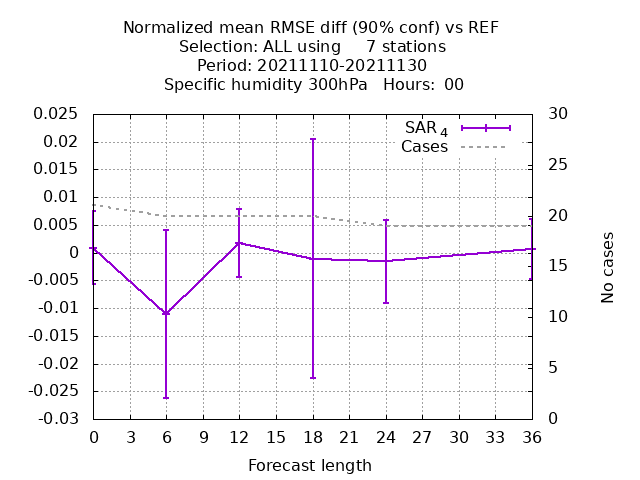 Normalized mean RMSE diff (90% conf) vs REF
Selection: ALL using     7 stations
Period: 20211110-20211130
Specific humidity 300hPa   Hours:  00
0.025
0.02
0.015
0.01
0.005
0
-0.005
-0.01
-0.015
-0.02
-0.025
-0.03
SAR 4
Cases
30
25
20
15
10
5
0
No cases
0 3 6 9 12 15 18 21 24 27 30 33 36
Forecast length